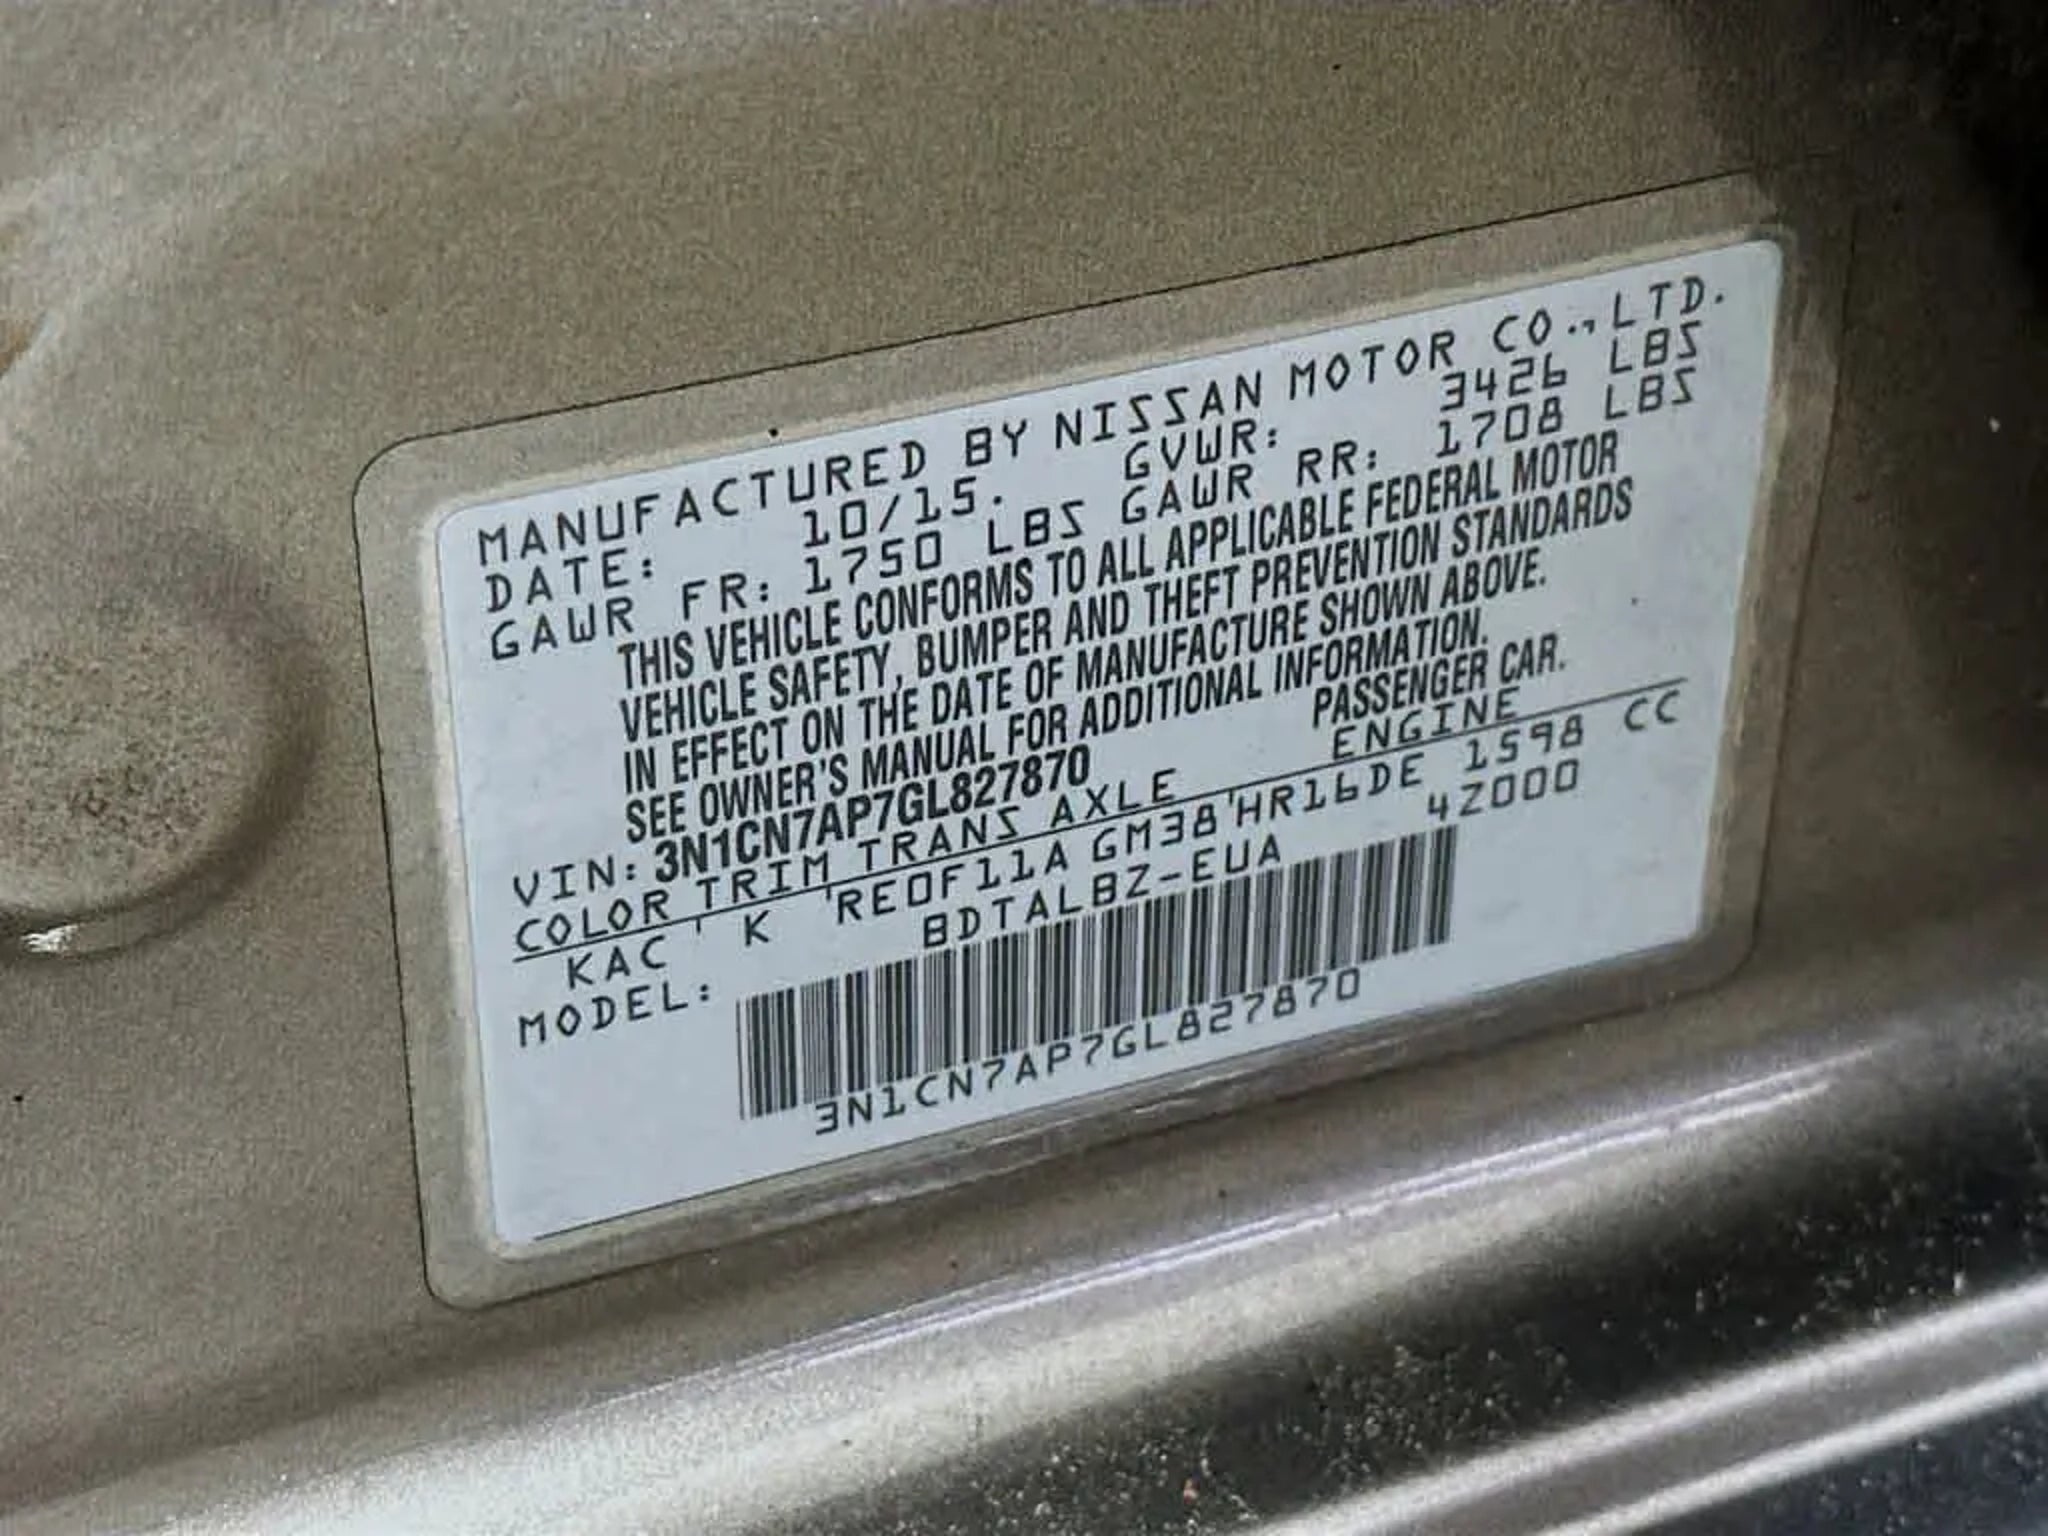 MANUFACTURED BY NISSAN MOTOR CO., LTD.
DATE: 10/15. GVWR: 3426 LBS
GAWR FR: 1750 LBS GAWR RR: 1708 LBS
THIS VEHICLE CONFORMS TO ALL APPLICABLE FEDERAL MOTOR
VEHICLE SAFETY, BUMPER AND THEFT PREVENTION STANDARDS
IN EFFECT ON THE DATE OF MANUFACTURE SHOWN ABOVE.
SEE OWNER'S MANUAL FOR ADDITIONAL INFORMATION.
VIN: 3N1CN7AP7GL827870 PASSENGER CAR.
COLOR TRIM TRANS AXLE ENGINE
KAC ' K 'RE0F11A GM38'HR16DE 1598 CC
MODEL: BDTALBZ-EUA 4Z000
3N1CN7AP7GL827870